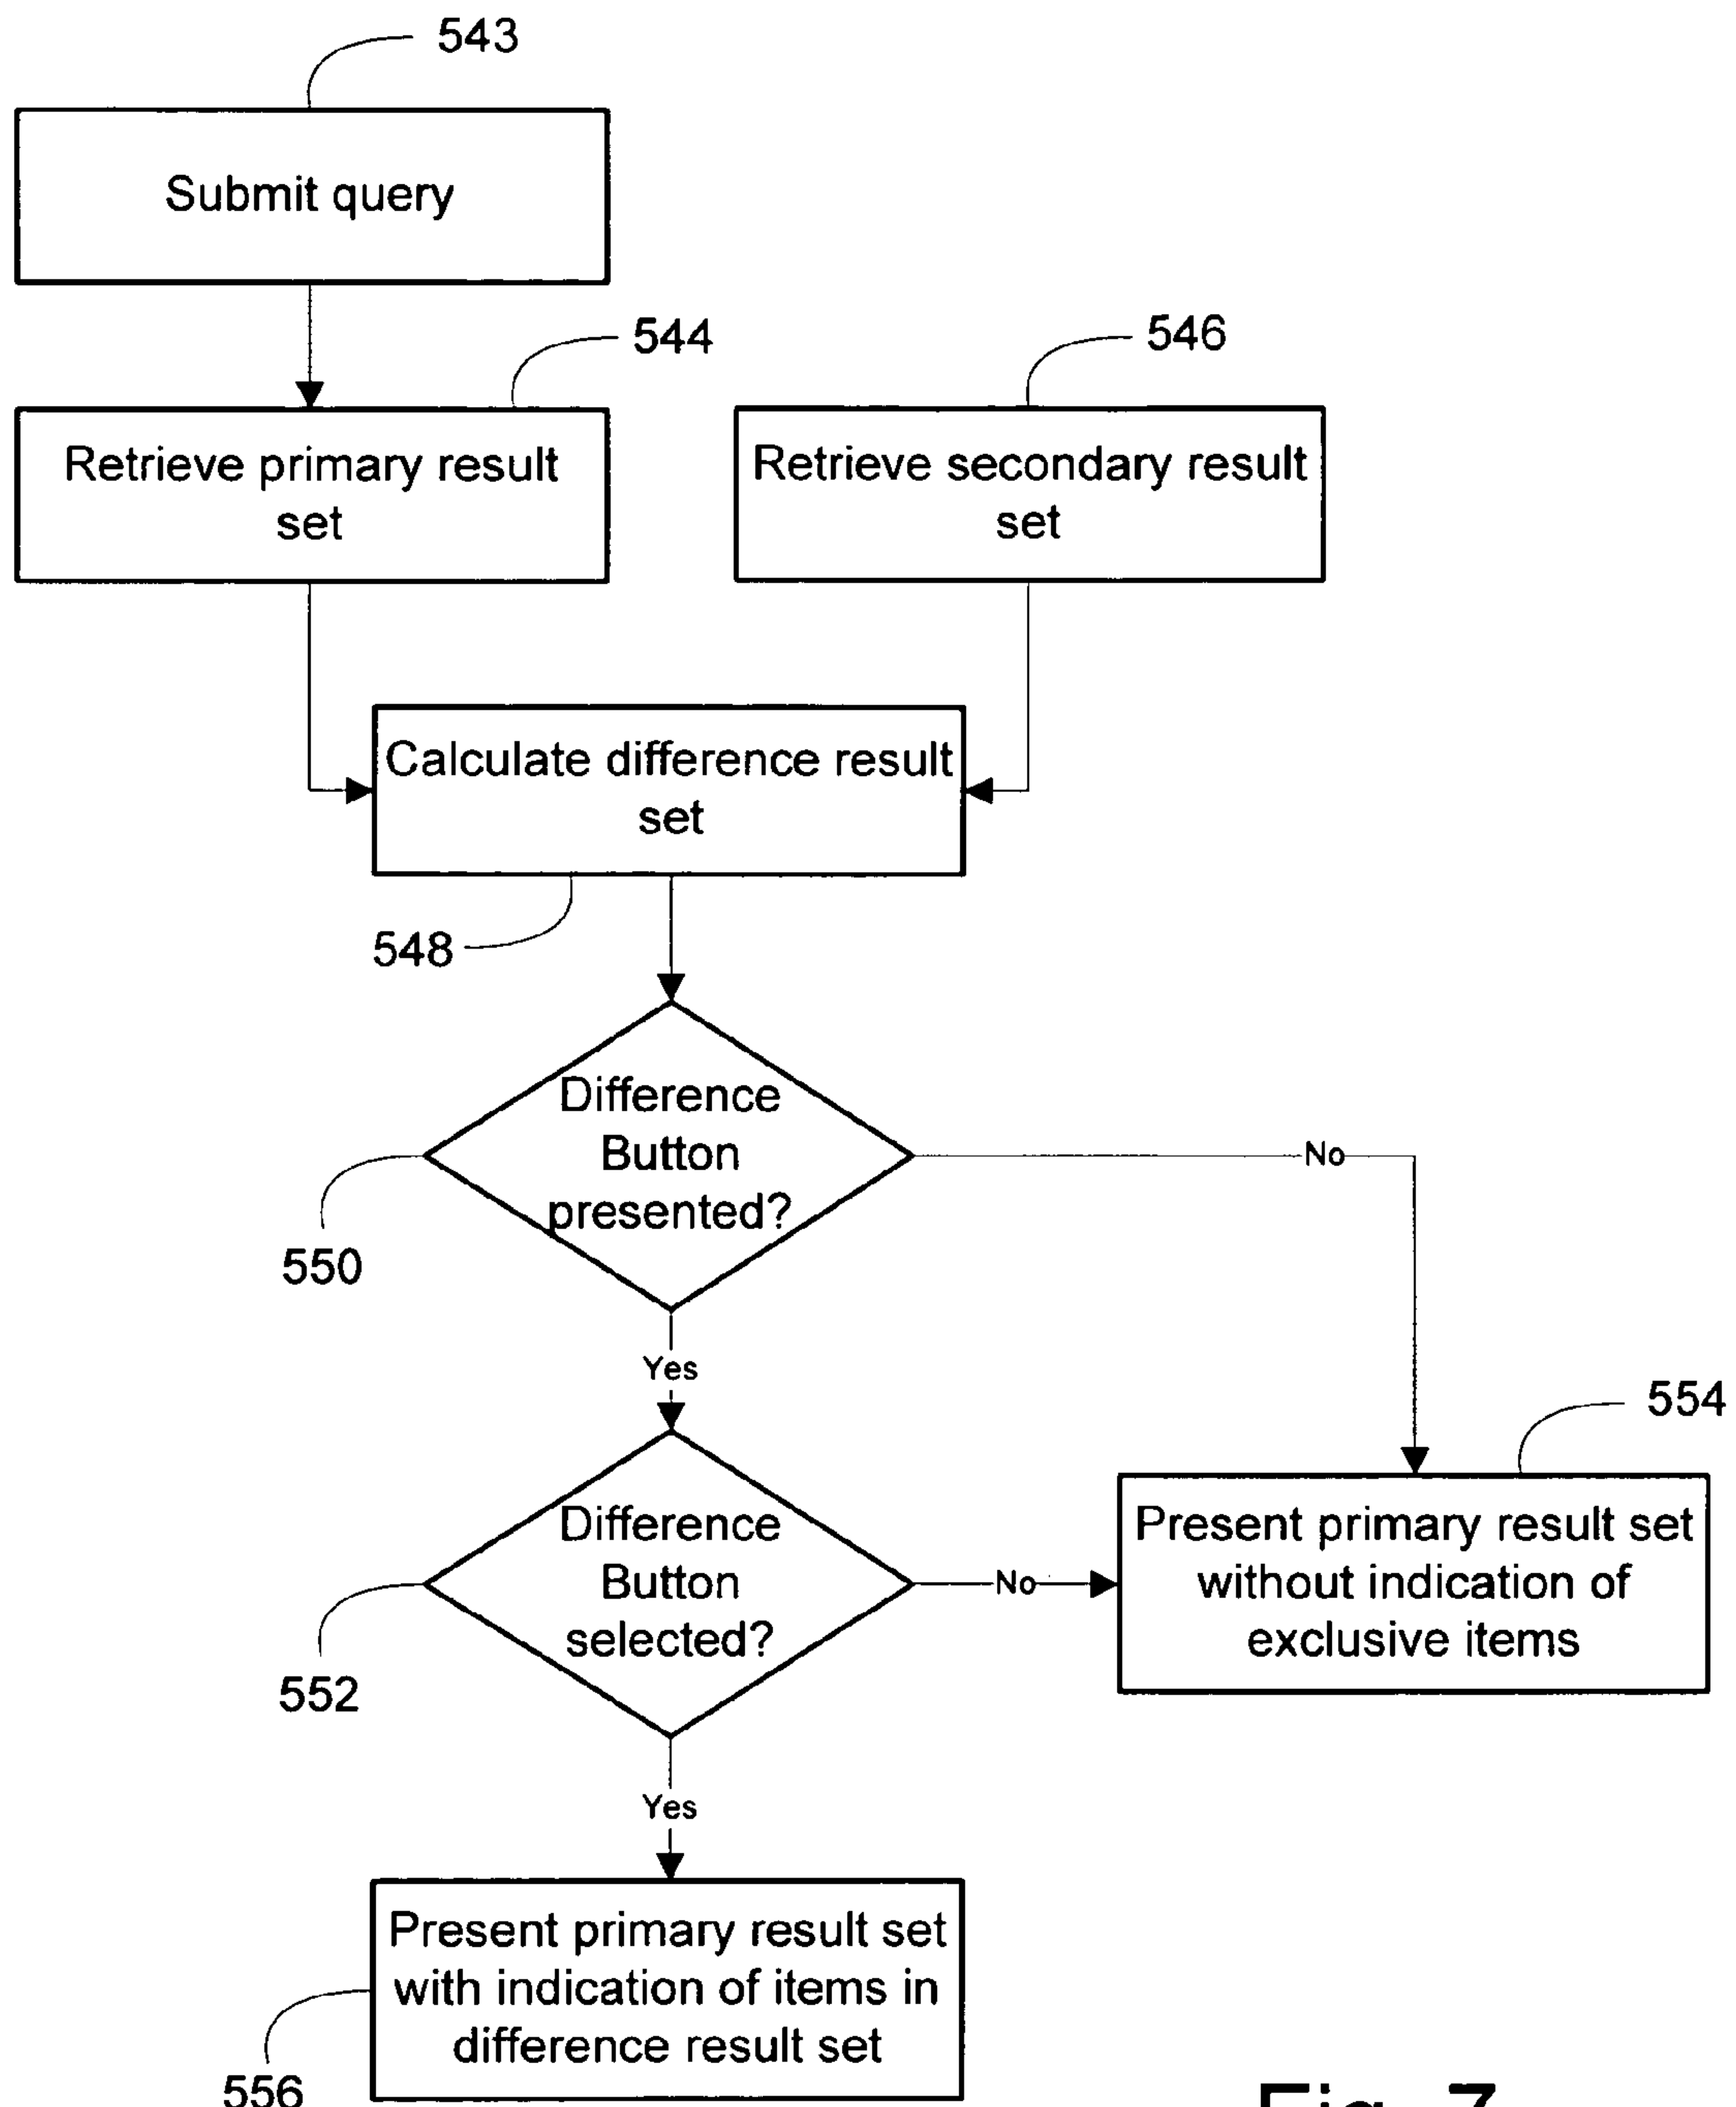 543
Submit query
544
546
Retrieve primary result
set
Retrieve secondary result
set
Calculate difference result
set
548
Difference
Button
presented?
No
550
Yes
554
Difference
Button
selected?
No
Present primary result set
without indication of
exclusive items
552
Yes
Present primary result set
with indication of items in
difference result set
556
Fig. 7